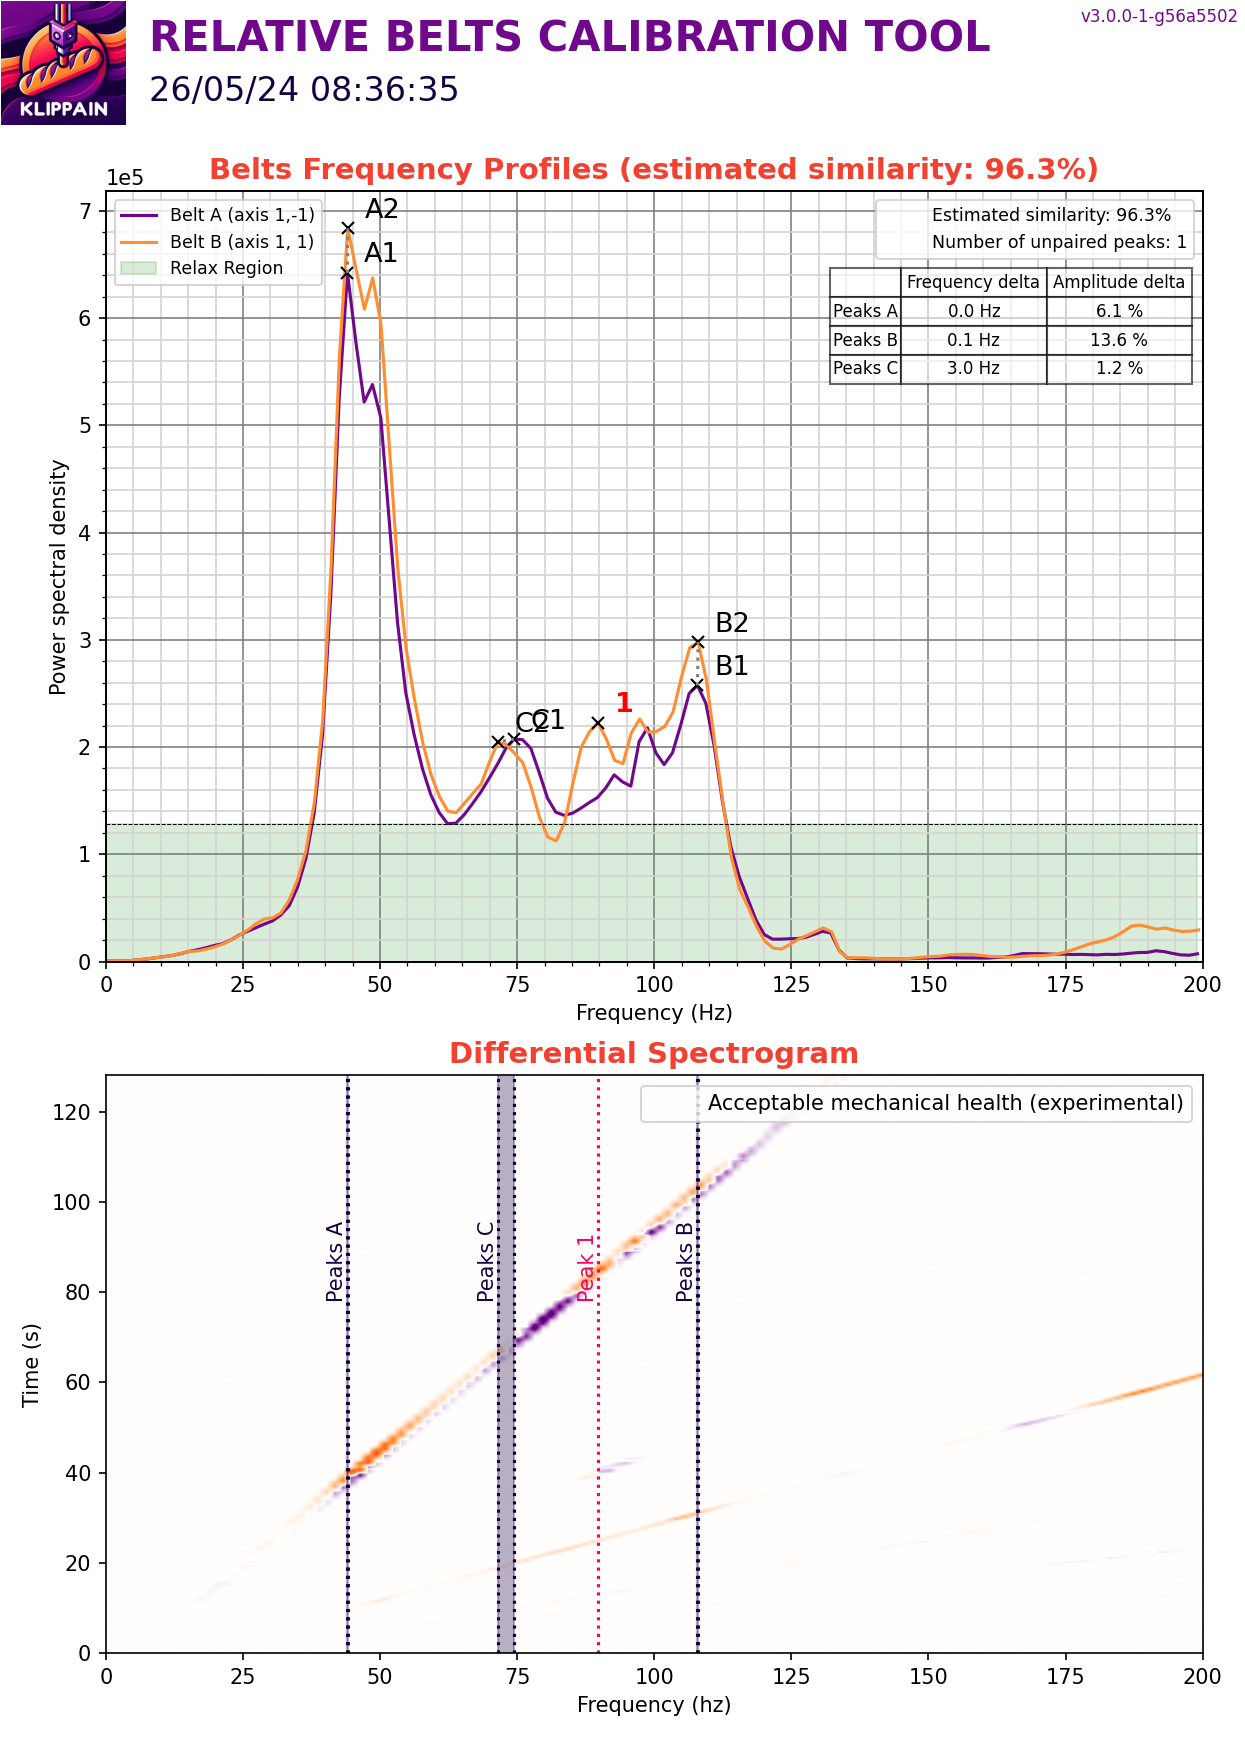 RELATIVE BELTS CALIBRATION TOOL
v3.0.0-1-g56a5502
26/05/24 08:36:35
KLIPPAIN
Belts Frequency Profiles (estimated similarity: 96.3%)
1e5
Belt A (axis 1,-1)
Belt B (axis 1, 1)
Relax Region
Estimated similarity: 96.3%
Number of unpaired peaks: 1
Frequency delta Amplitude delta
Peaks A 0.0 Hz 6.1 %
Peaks B 0.1 Hz 13.6 %
Peaks C 3.0 Hz 1.2 %
A2
A1
B2
B1
1
C2
C1
Power spectral density
7
6
5
4
3
2
1
0
0 25 50 75 100 125 150 175 200
Frequency (Hz)
Differential Spectrogram
Acceptable mechanical health (experimental)
Peaks A
Peaks C
Peak 1
Peaks B
Time (s)
120
100
80
60
40
20
0
0 25 50 75 100 125 150 175 200
Frequency (hz)